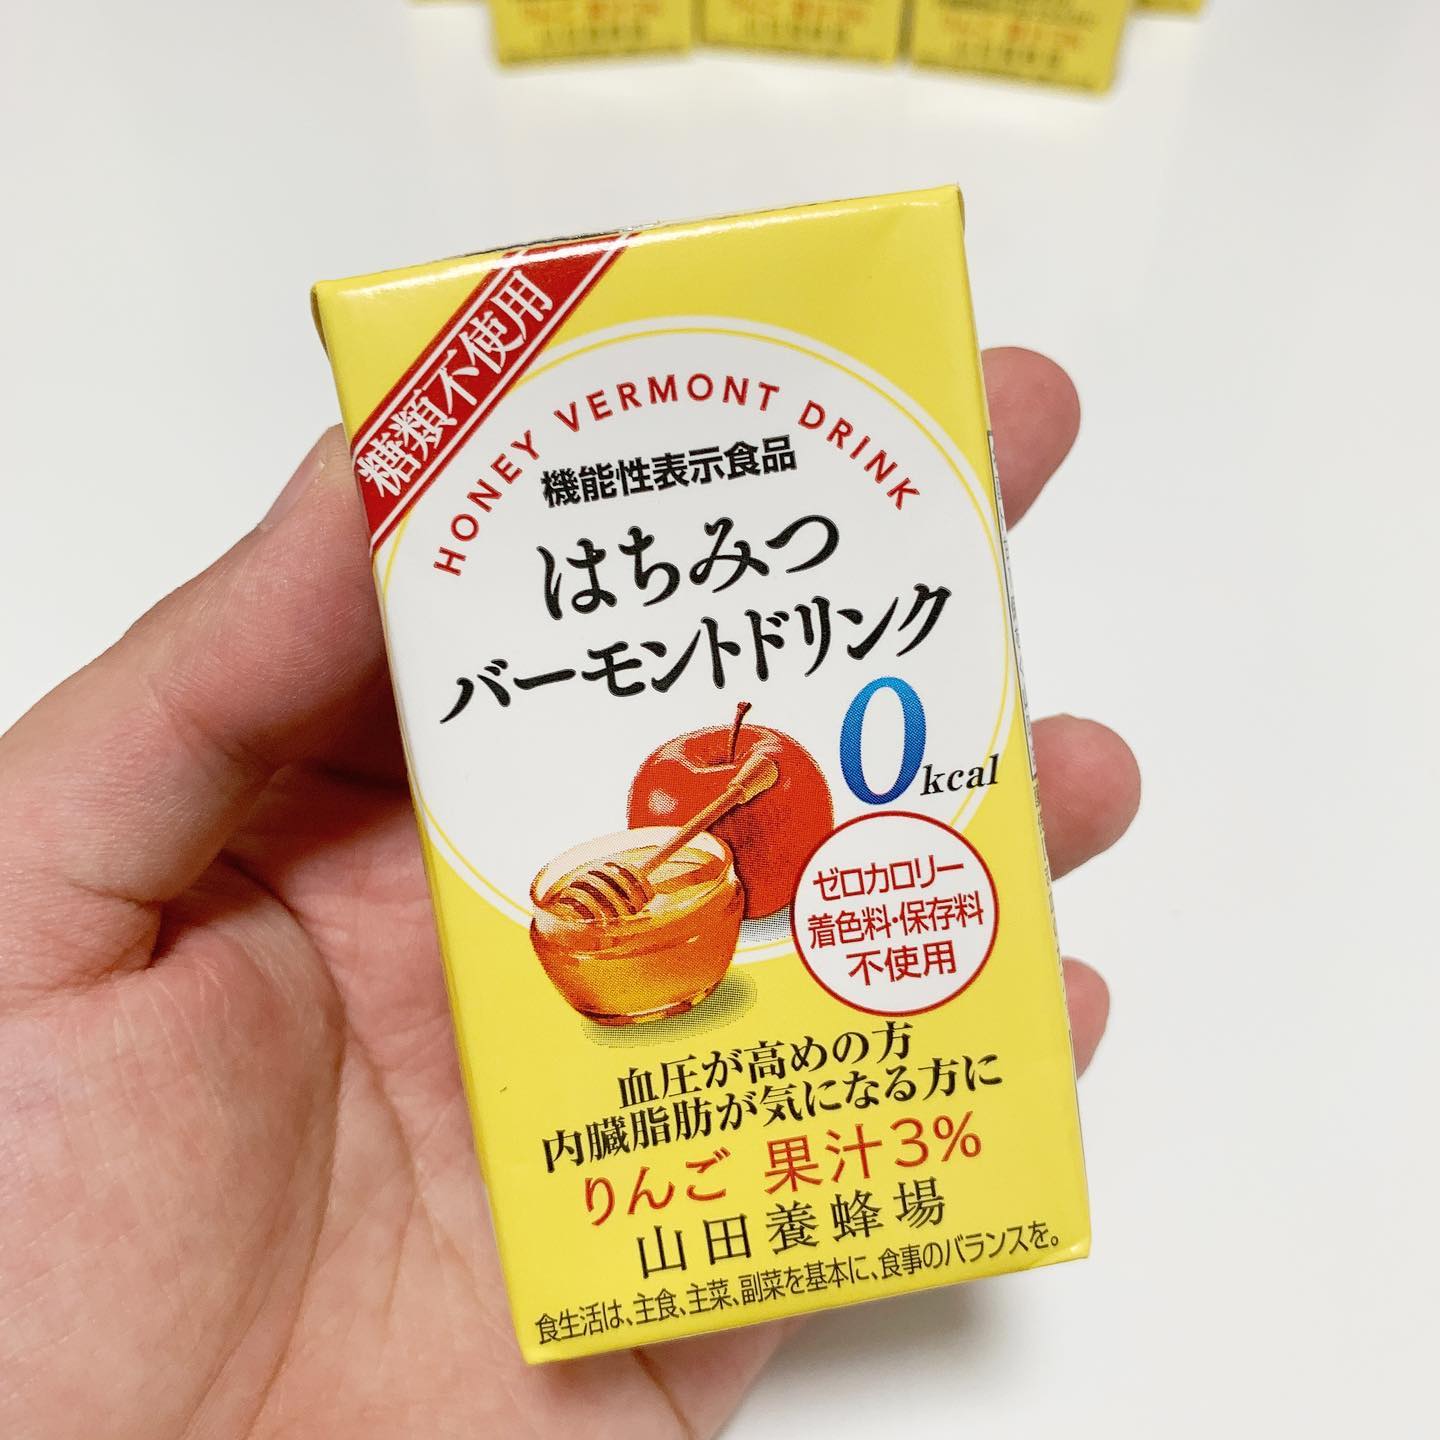 糖類不使用
HONEY VERMONT DRINK
機能性表示食品
はちみつ
バーモントドリンク
0kcal
ゼロカロリー
着色料・保存料
不使用
血圧が高めの方
内臓脂肪が気になる方に
りんご 果汁3%
山田養蜂場
食生活は、主食、主菜、副菜を基本に、食事のバランスを。